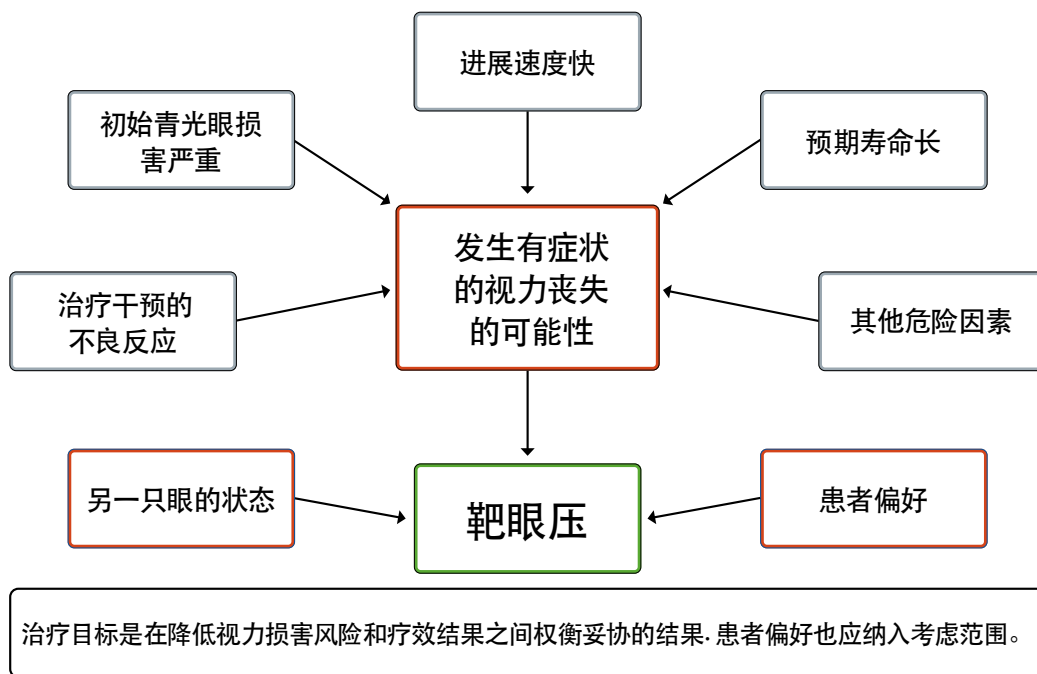 进展速度快
初始青光眼损
害严重
预期寿命长
发生有症状
的视力丧失
的可能性
治疗干预的
不良反应
其他危险因素
另一只眼的状态
靶眼压
患者偏好
治疗目标是在降低视力损害风险和疗效结果之间权衡妥协的结果. 患者偏好也应纳入考虑范围。